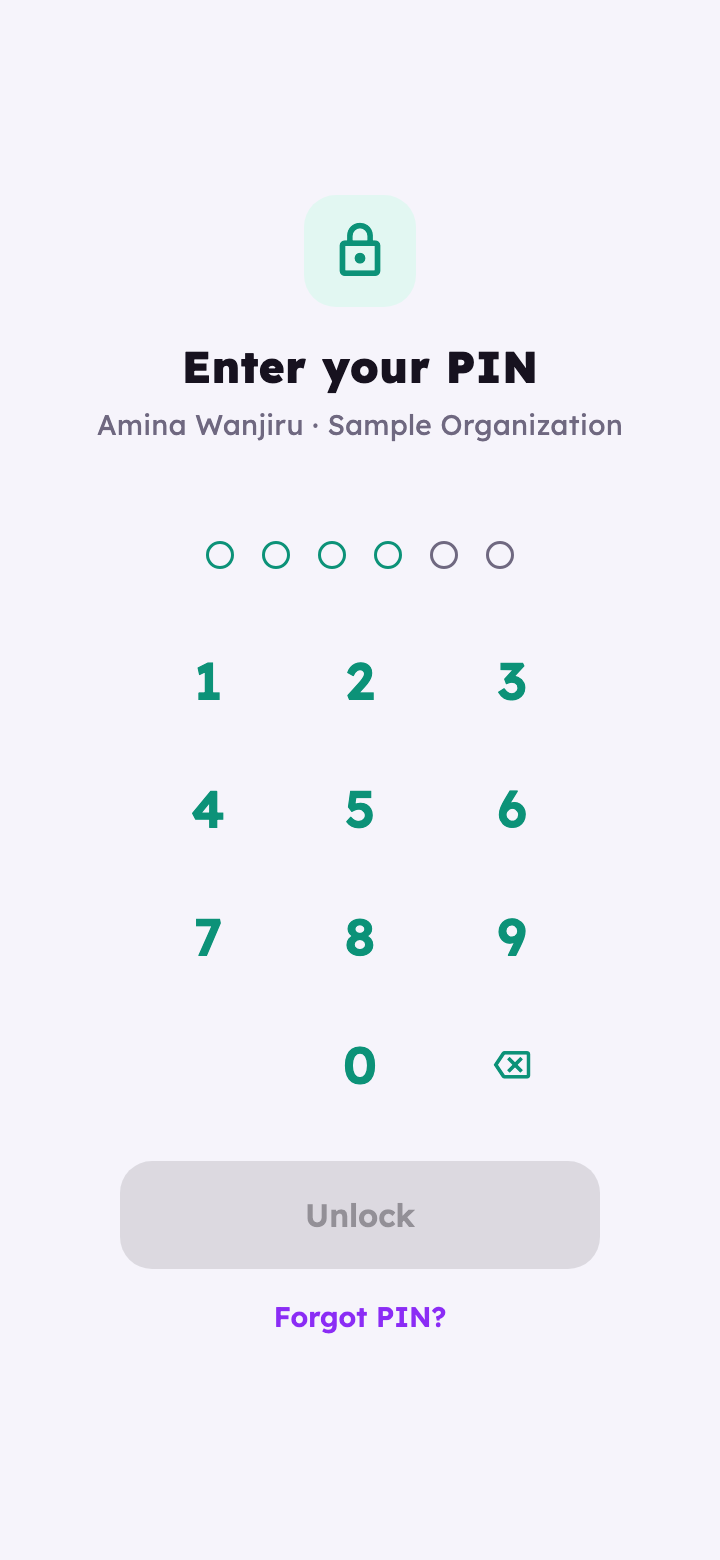 Enter your PIN
Amina Wanjiru · Sample Organization
1 2 3
4 5 6
7 8 9
0
Unlock
Forgot PIN?